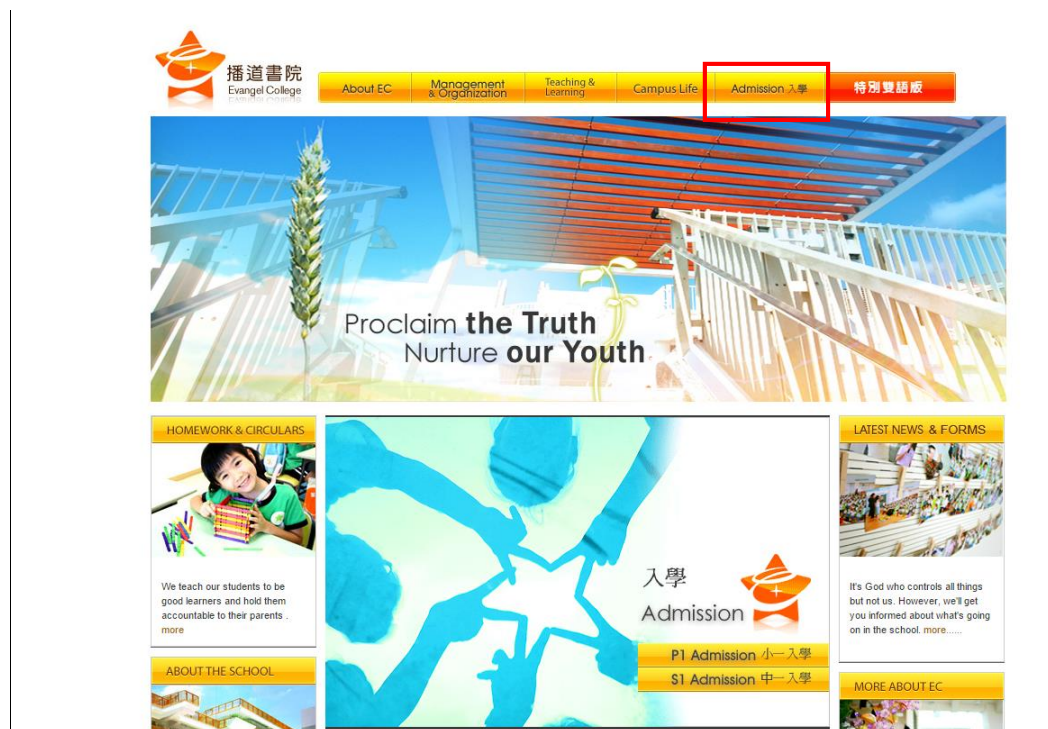 播道書院
Evangel College
About EC
Management
& Organization
Teaching &
Learning
Campus Life
Admission 入學
特別雙語版
Proclaim the Truth
Nurture our Youth
HOMEWORK & CIRCULARS
We teach our students to be
good learners and hold them
accountable to their parents .
more
ABOUT THE SCHOOL
入學
Admission
P1 Admission 小一入學
S1 Admission 中一入學
LATEST NEWS & FORMS
It's God who controls all things
but not us. However, we'll get
you informed about what's going
on in the school. more......
MORE ABOUT EC